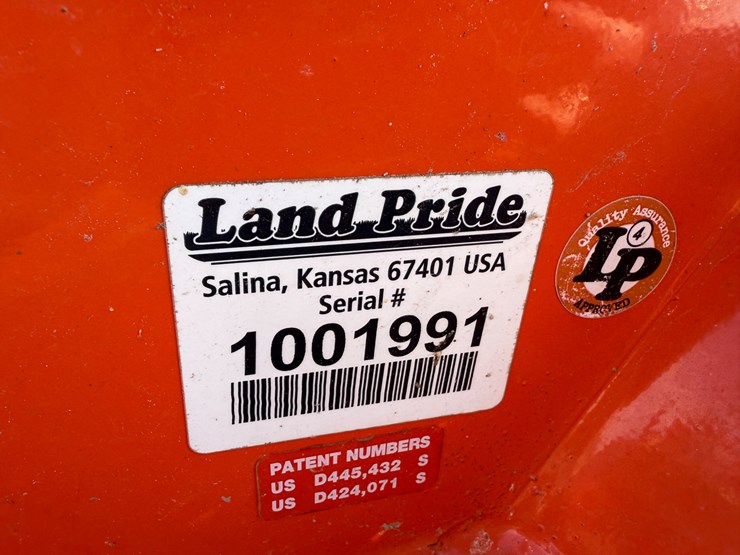 Land Pride
Salina, Kansas 67401 USA
Serial #
1001991
PATENT NUMBERS
US D445,432 S
US D424,071 S
Quality Assurance
4
LP
APPROVED